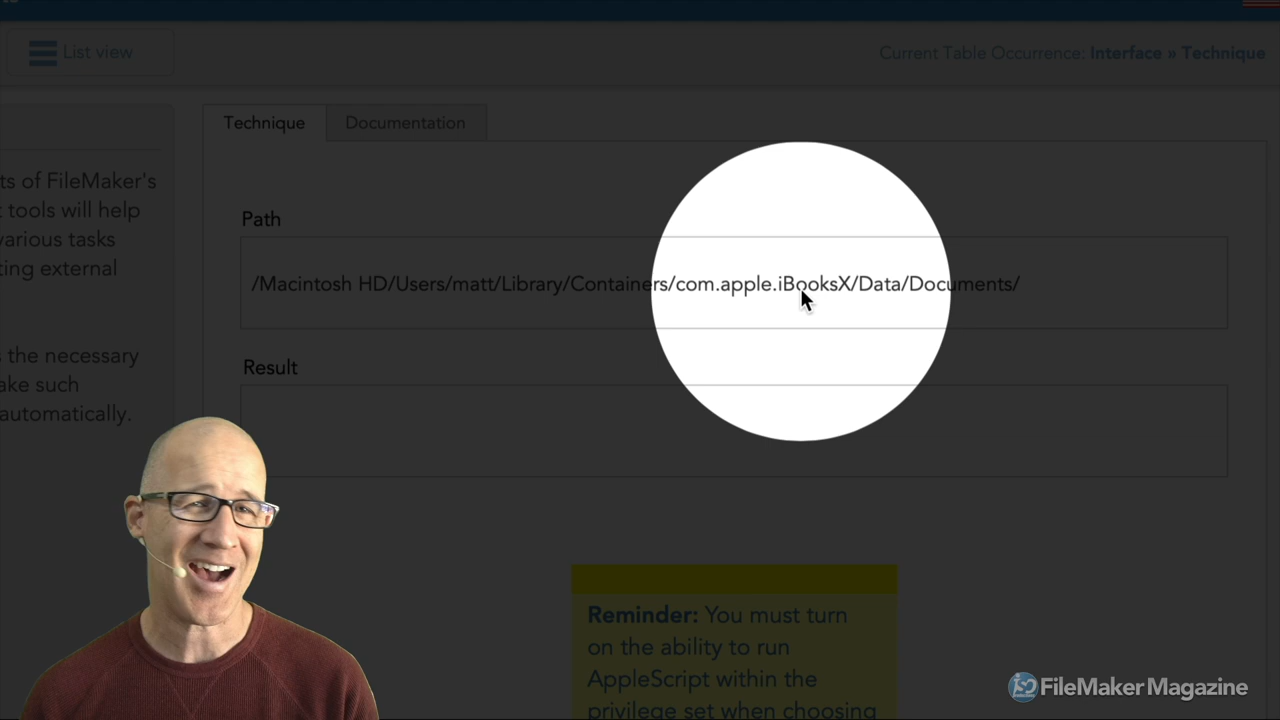 List view
Current Table Occurrence: Interface » Technique
Technique
Documentation
ts of FileMaker's
t tools will help
various tasks
ting external
s the necessary
ake such
automatically.
Path
/Macintosh HD/Users/matt/Library/Containers/com.apple.iBooksX/Data/Documents/
Result
Reminder: You must turn
on the ability to run
AppleScript within the
privilege set when choosing
FileMaker Magazine